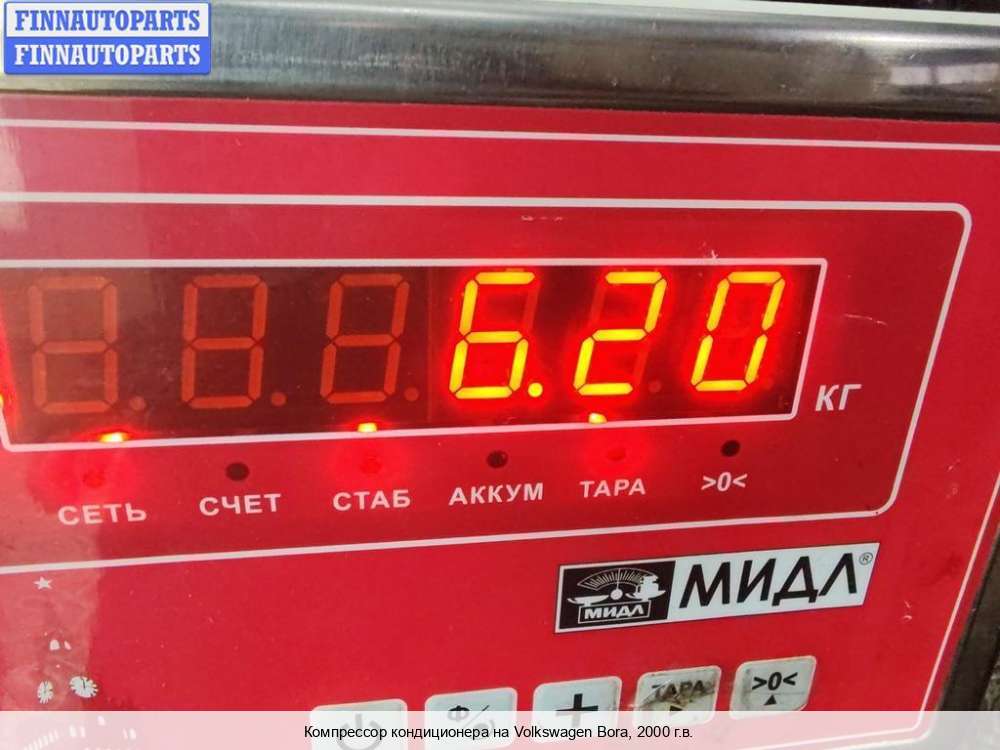 FINNAUTOPARTS
FINNAUTOPARTS
6.20
КГ
СЕТЬ СЧЕТ СТАБ АККУМ ТАРА >0<
МИДЛ МИДЛ®
Ф/ + ТАРА >0<
Компрессор кондиционера на Volkswagen Bora, 2000 г.в.